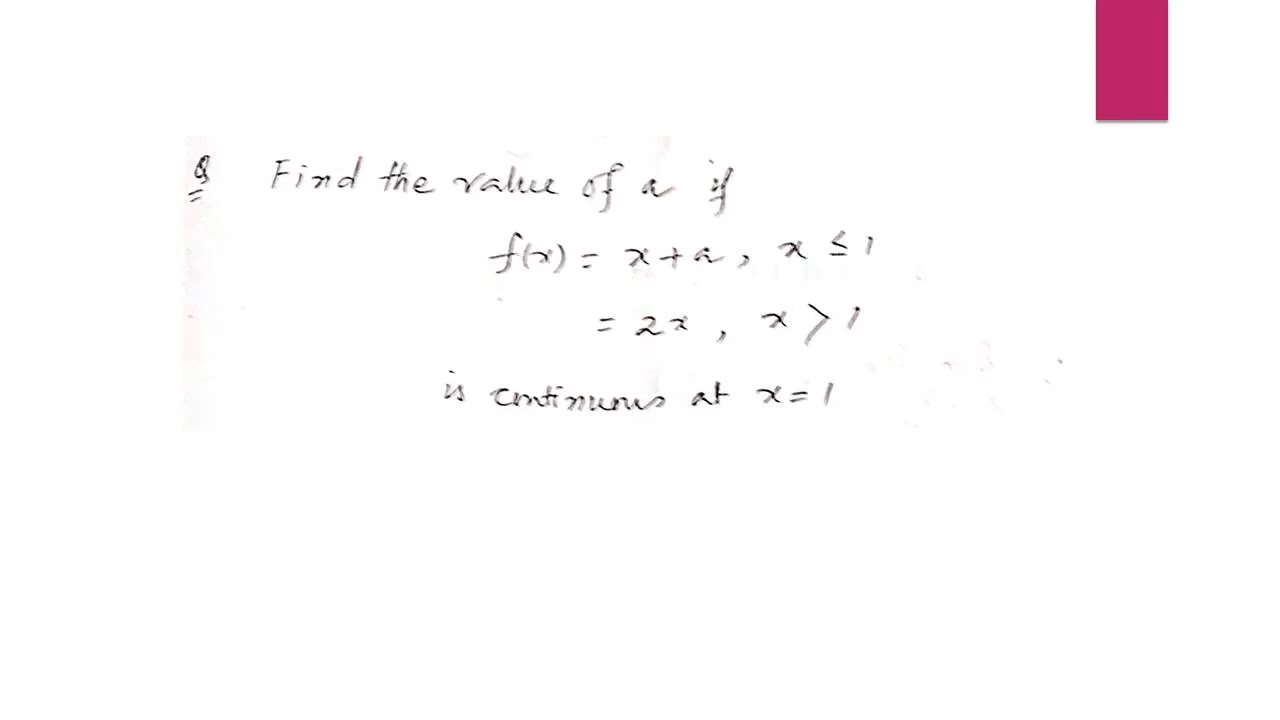 Q Find the value of a if
f(x) = x + a, x ≤ 1
= 2x, x > 1
is continuous at x = 1